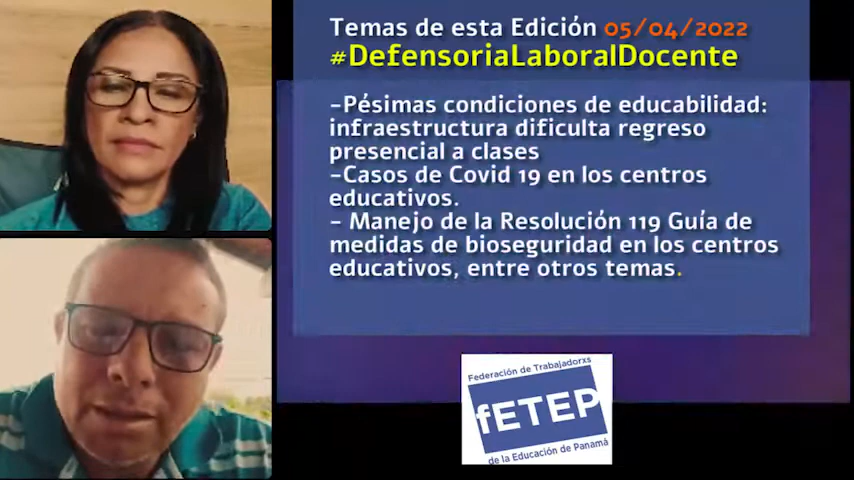 Temas de esta Edición 05/04/2022
#DefensoriaLaboralDocente
-Pésimas condiciones de educabilidad:
infraestructura dificulta regreso
presencial a clases
-Casos de Covid 19 en los centros
educativos.
- Manejo de la Resolución 119 Guía de
medidas de bioseguridad en los centros
educativos, entre otros temas.
Federación de Trabajadorxs
fETEP
de la Educación de Panamá